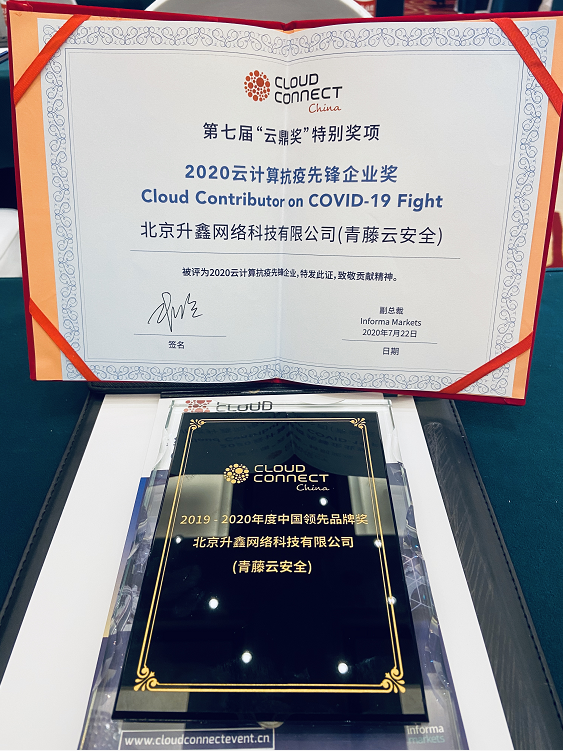 CLOUD
CONNECT
China
第七届“云鼎奖”特别奖项
2020云计算抗疫先锋企业奖
Cloud Contributor on COVID-19 Fight
北京升鑫网络科技有限公司(青藤云安全)
被评为2020云计算抗疫先锋企业,特发此证,致敬贡献精神。
签名
副总裁
Informa Markets
2020年7月22日
日期
CLOUD
CLOUD
CONNECT
China
2019 - 2020年度中国领先品牌奖
北京升鑫网络科技有限公司
(青藤云安全)
www.cloudconnectevent.cn
informa
markets